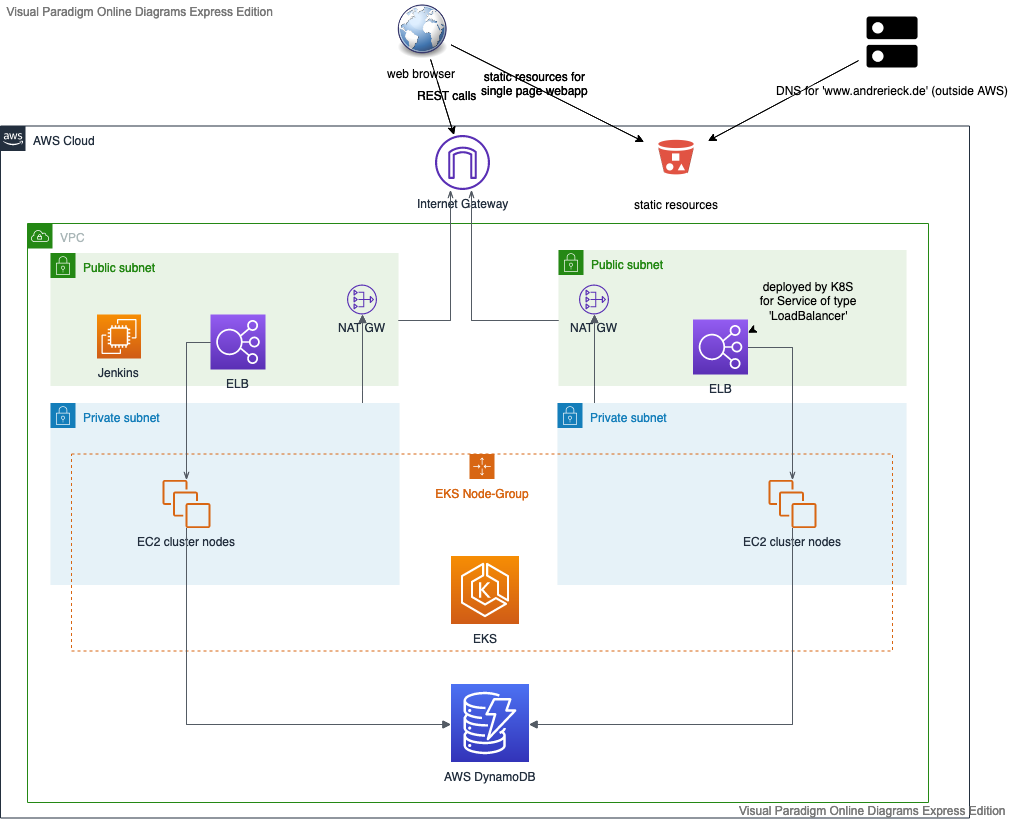 Visual Paradigm Online Diagrams Express Edition
web browser
static resources for
single page webapp
REST calls
DNS for 'www.andrerieck.de' (outside AWS)
aws
AWS Cloud
Internet Gateway
static resources
VPC
Public subnet
Public subnet
deployed by K8S
for Service of type
'LoadBalancer'
NAT GW
NAT GW
Jenkins
ELB
ELB
Private subnet
Private subnet
EKS Node-Group
EC2 cluster nodes
EC2 cluster nodes
K
EKS
AWS DynamoDB
Visual Paradigm Online Diagrams Express Edition